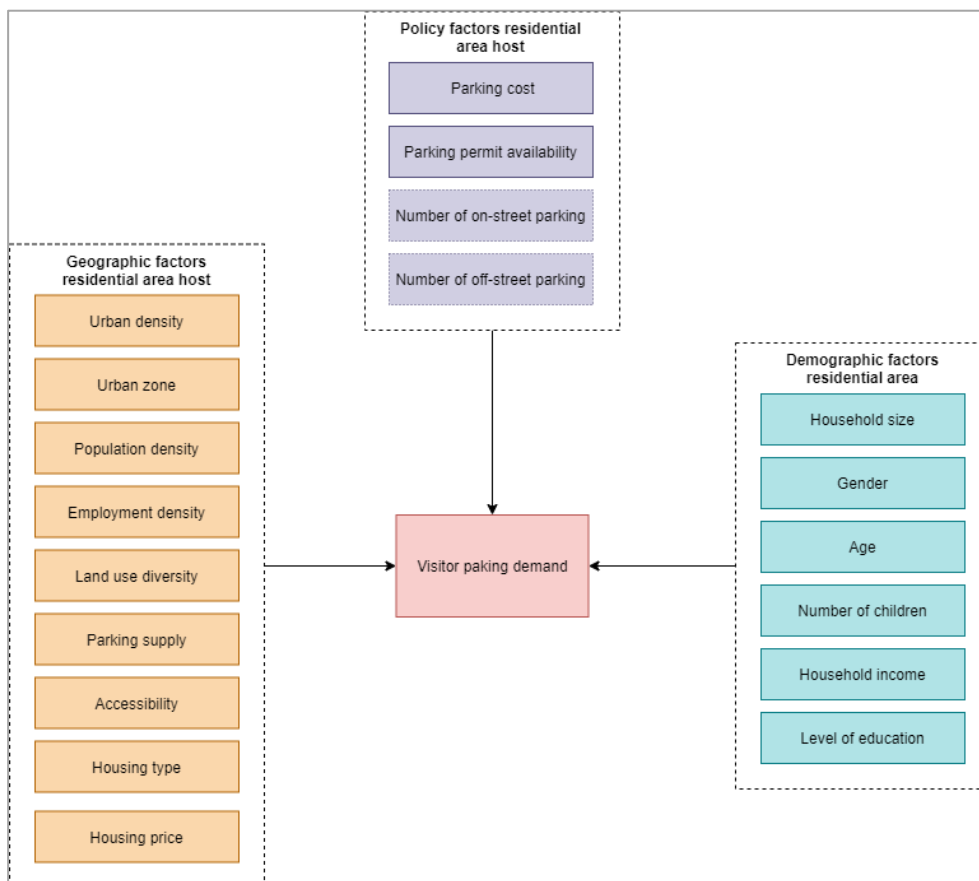 Policy factors residential
area host
Parking cost
Parking permit availability
Number of on-street parking
Number of off-street parking
Geographic factors
residential area host
Urban density
Urban zone
Population density
Employment density
Land use diversity
Parking supply
Accessibility
Housing type
Housing price
Visitor paking demand
Demographic factors
residential area
Household size
Gender
Age
Number of children
Household income
Level of education